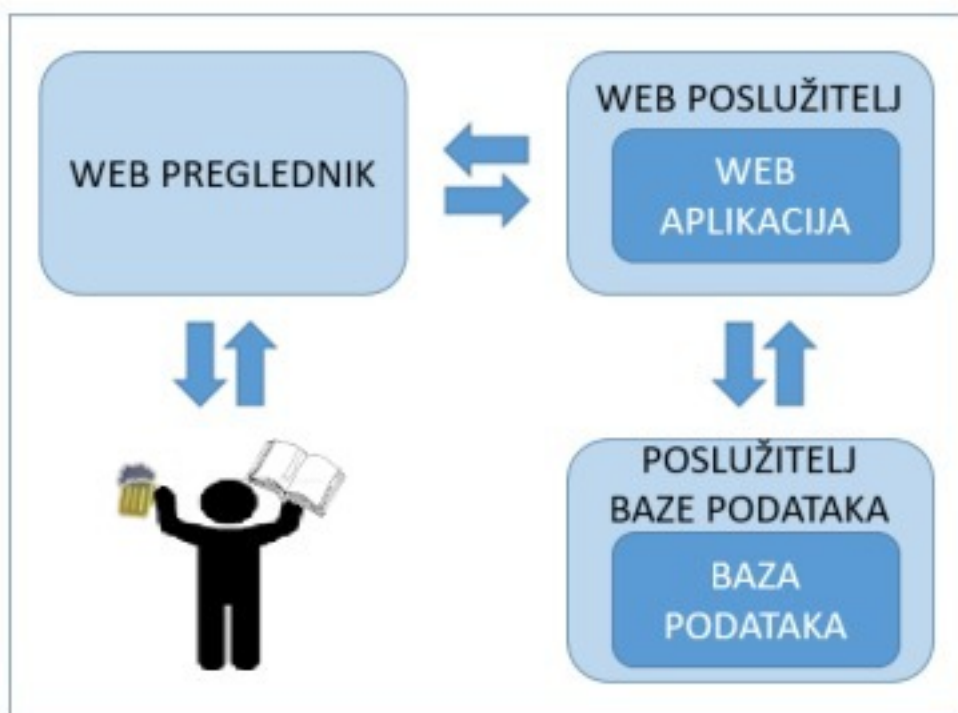 WEB PREGLEDNIK
WEB POSLUŽITELJ
WEB
APLIKACIJA
POSLUŽITELJ
BAZE PODATAKA
BAZA
PODATAKA